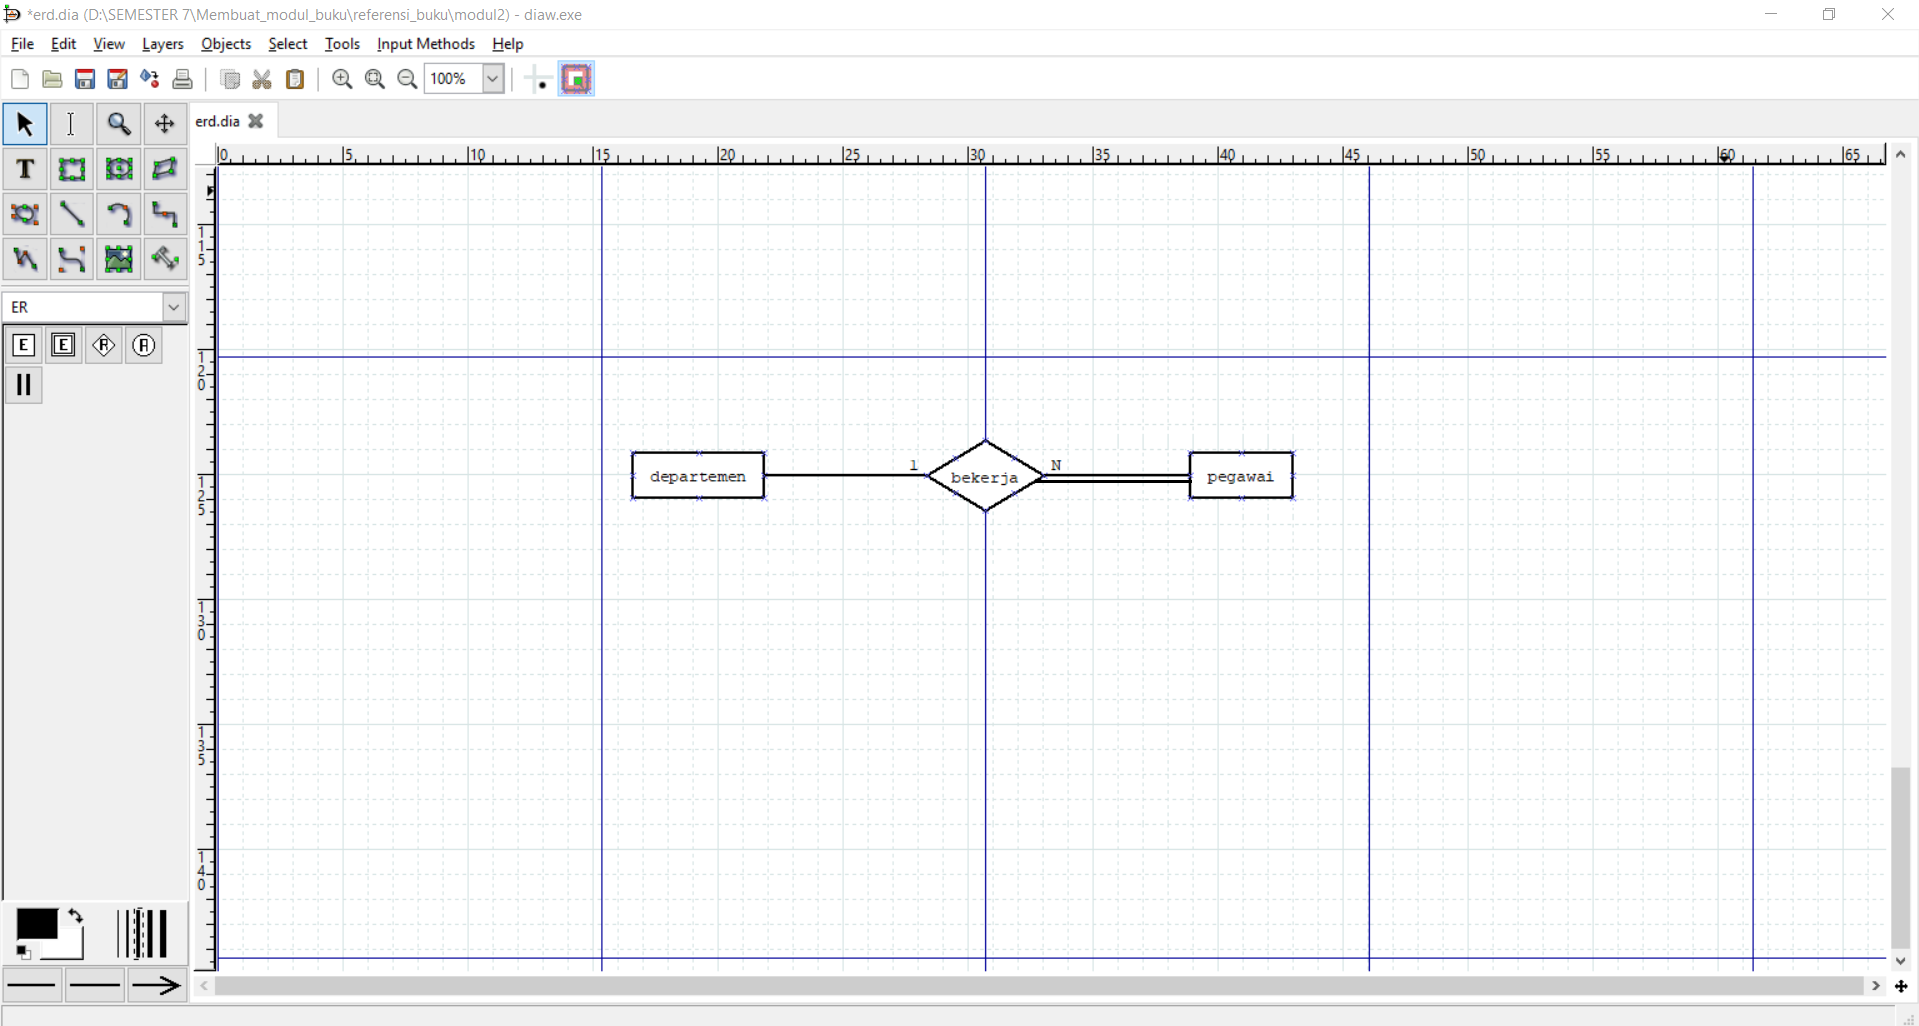 *erd.dia (D:\SEMESTER 7\Membuat_modul_buku\referensi_buku\modul2) - diaw.exe
File Edit View Layers Objects Select Tools Input Methods Help
100%
erd.dia
0 5 10 15 20 25 30 35 40 45 50 55 60 65
T
115
ER
E E R A
120
1 N
departemen bekerja pegawai
125
130
135
140